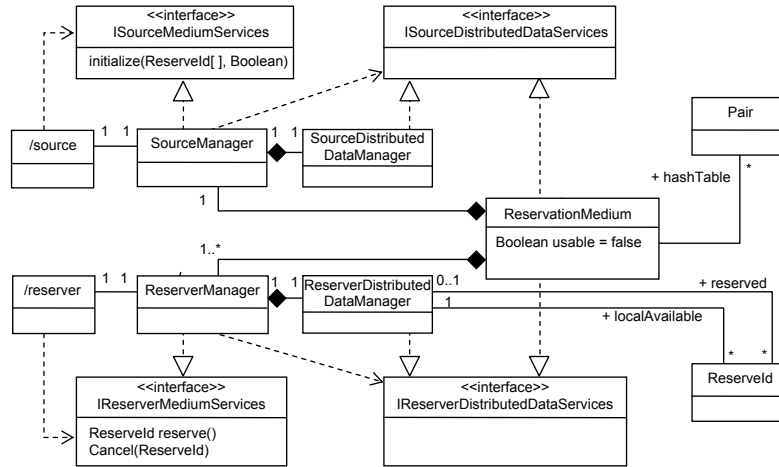 <<interface>>
ISourceMediumServices
initialize(ReserveId[ ], Boolean)
<<interface>>
ISourceDistributedDataServices
/source
1
1
SourceManager
1
1
SourceDistributed
DataManager
Pair
*
+ hashTable
1
ReservationMedium
Boolean usable = false
1..*
/reserver
1
1
ReserverManager
1
1
ReserverDistributed
DataManager
0..1
+ reserved
1
+ localAvailable
*
*
ReserveId
<<interface>>
IReserverMediumServices
ReserveId reserve()
Cancel(ReserveId)
<<interface>>
IReserverDistributedDataServices